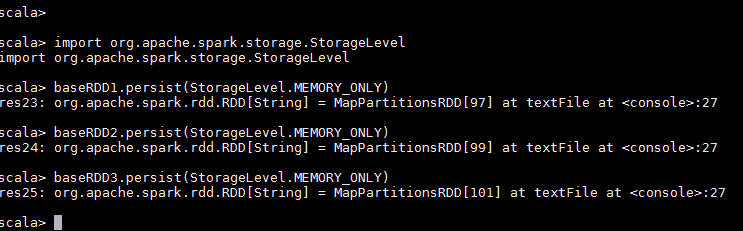 scala>
scala> import org.apache.spark.storage.StorageLevel
import org.apache.spark.storage.StorageLevel
scala> baseRDD1.persist(StorageLevel.MEMORY_ONLY)
res23: org.apache.spark.rdd.RDD[String] = MapPartitionsRDD[97] at textFile at <console>:27
scala> baseRDD2.persist(StorageLevel.MEMORY_ONLY)
res24: org.apache.spark.rdd.RDD[String] = MapPartitionsRDD[99] at textFile at <console>:27
scala> baseRDD3.persist(StorageLevel.MEMORY_ONLY)
res25: org.apache.spark.rdd.RDD[String] = MapPartitionsRDD[101] at textFile at <console>:27
scala>